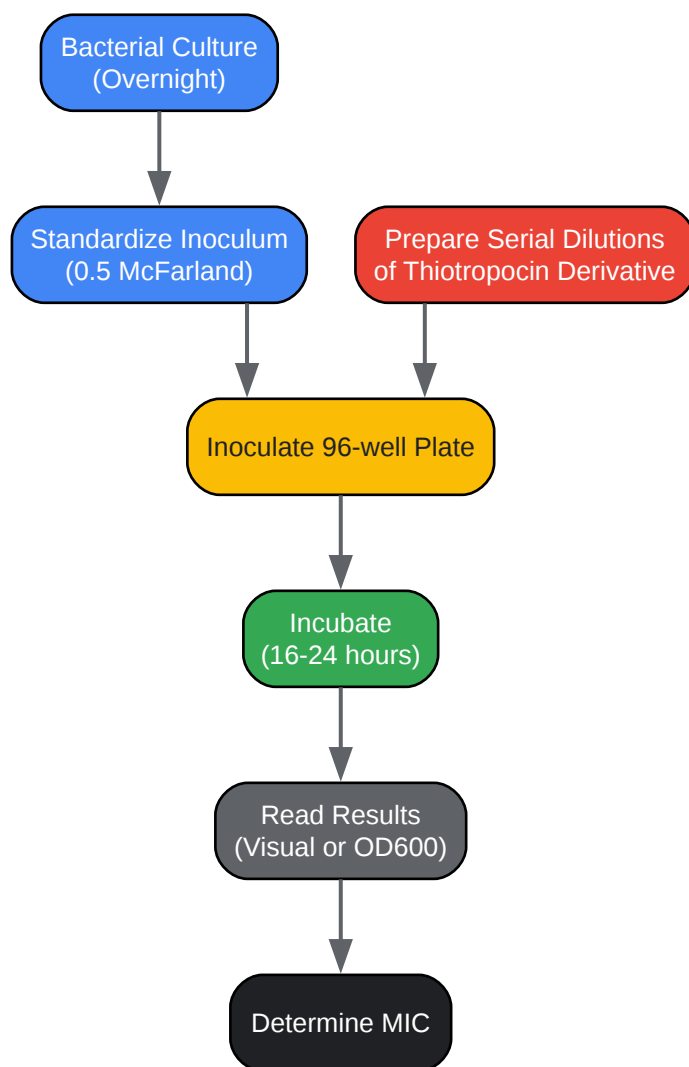 Bacterial Culture
(Overnight)
Standardize Inoculum
(0.5 McFarland)
Prepare Serial Dilutions
of Thiotropocin Derivative
Inoculate 96-well Plate
Incubate
(16-24 hours)
Read Results
(Visual or OD600)
Determine MIC